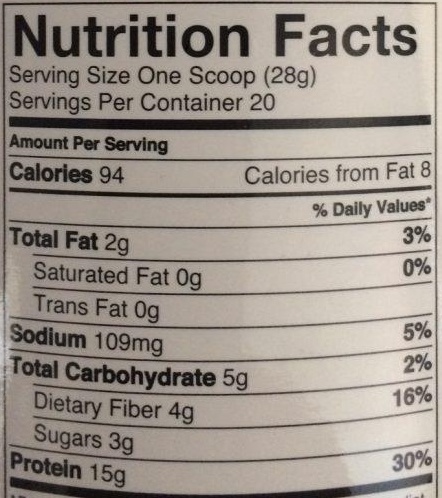 Nutrition Facts
Serving Size One Scoop (28g)
Servings Per Container 20
Amount Per Serving
Calories 94 Calories from Fat 8
% Daily Values*
Total Fat 2g 3%
Saturated Fat 0g 0%
Trans Fat 0g
Sodium 109mg 5%
Total Carbohydrate 5g 2%
Dietary Fiber 4g 16%
Sugars 3g
Protein 15g 30%